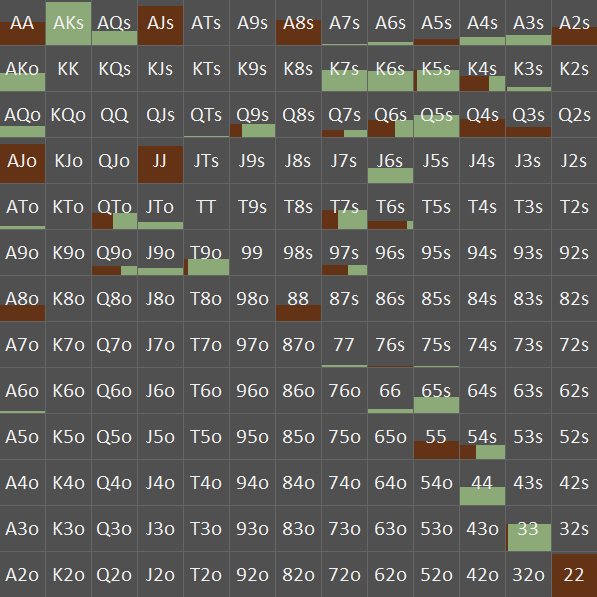 AA AKs AQs AJs ATs A9s A8s A7s A6s A5s A4s A3s A2s
AKo KK KQs KJs KTs K9s K8s K7s K6s K5s K4s K3s K2s
AQo KQo QQ QJs QTs Q9s Q8s Q7s Q6s Q5s Q4s Q3s Q2s
AJo KJo QJo JJ JTs J9s J8s J7s J6s J5s J4s J3s J2s
ATo KTo QTo JTo TT T9s T8s T7s T6s T5s T4s T3s T2s
A9o K9o Q9o J9o T9o 99 98s 97s 96s 95s 94s 93s 92s
A8o K8o Q8o J8o T8o 98o 88 87s 86s 85s 84s 83s 82s
A7o K7o Q7o J7o T7o 97o 87o 77 76s 75s 74s 73s 72s
A6o K6o Q6o J6o T6o 96o 86o 76o 66 65s 64s 63s 62s
A5o K5o Q5o J5o T5o 95o 85o 75o 65o 55 54s 53s 52s
A4o K4o Q4o J4o T4o 94o 84o 74o 64o 54o 44 43s 42s
A3o K3o Q3o J3o T3o 93o 83o 73o 63o 53o 43o 33 32s
A2o K2o Q2o J2o T2o 92o 82o 72o 62o 52o 42o 32o 22